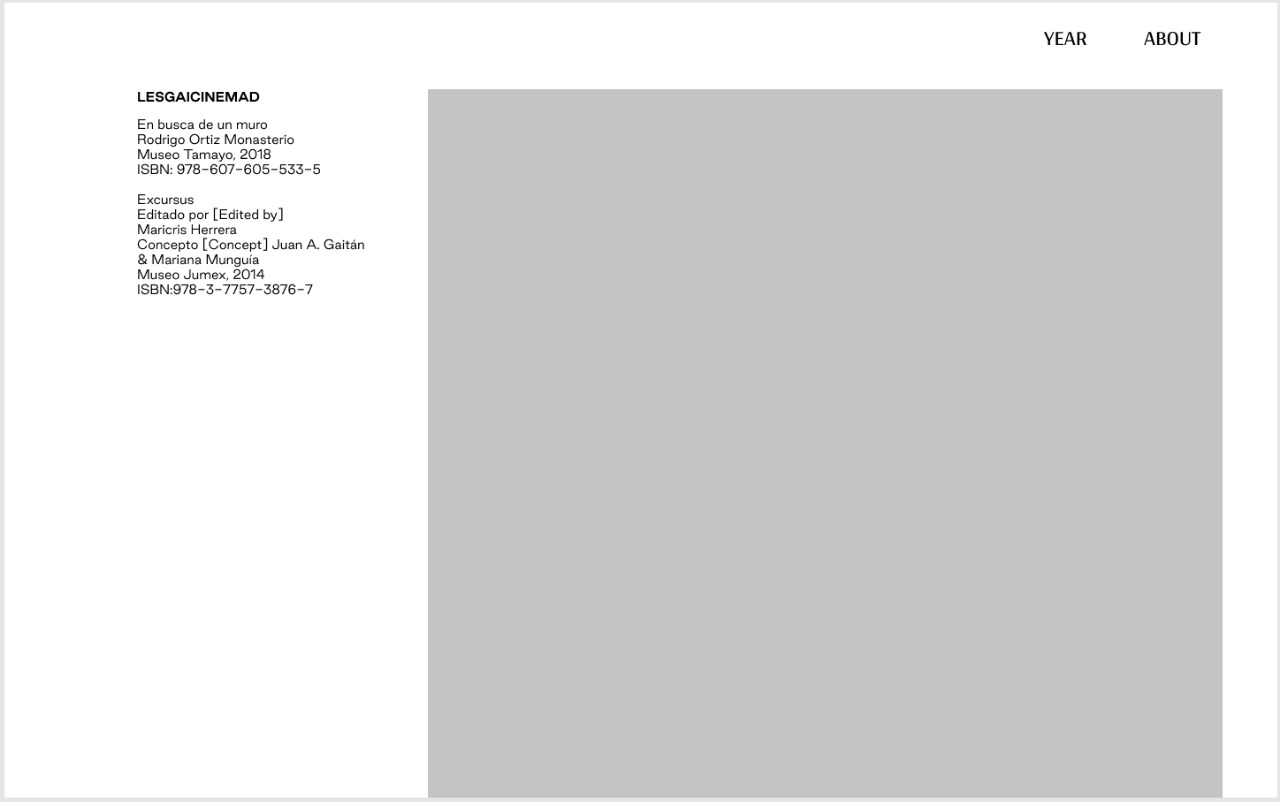 YEAR ABOUT
LESGAICINEMAD
En busca de un muro
Rodrigo Ortiz Monasterio
Museo Tamayo, 2018
ISBN: 978-607-605-533-5
Excursus
Editado por [Edited by]
Maricris Herrera
Concepto [Concept] Juan A. Gaitán
& Mariana Munguía
Museo Jumex, 2014
ISBN:978-3-7757-3876-7